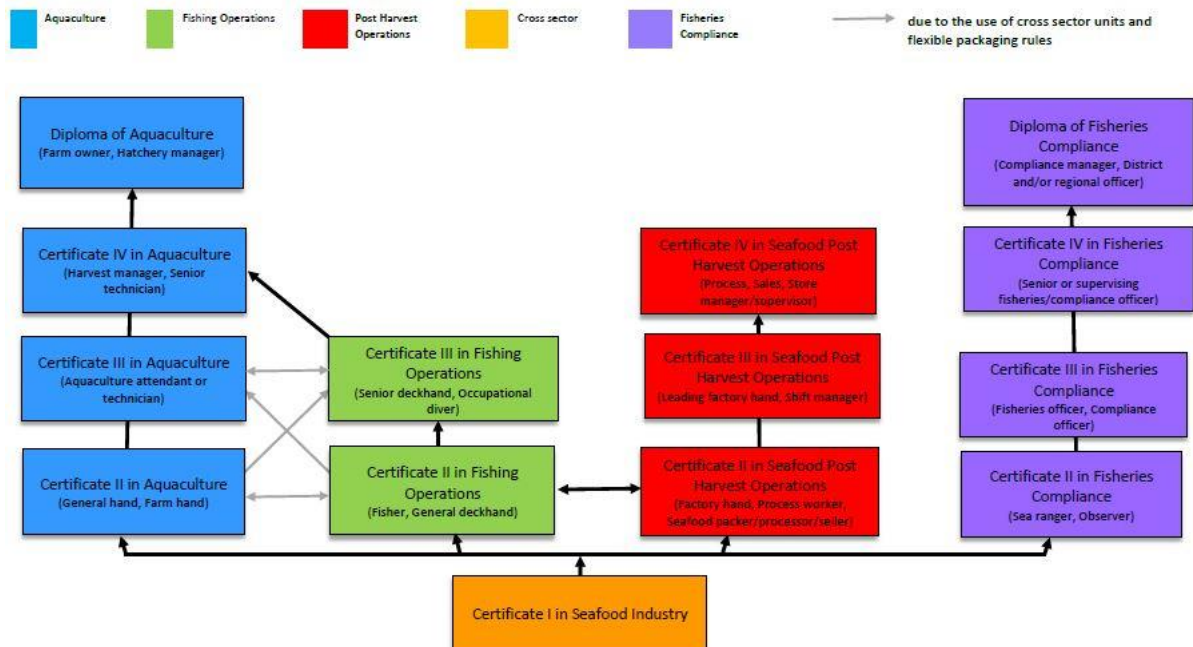 Aquaculture
Fishing Operations
Post Harvest
Operations
Cross sector
Fisheries
Compliance
due to the use of cross sector units and
flexible packaging rules
Diploma of Aquaculture
(Farm owner, Hatchery manager)
Diploma of Fisheries
Compliance
(Compliance manager, District
and/or regional officer)
Certificate IV in Aquaculture
(Harvest manager, Senior
technician)
Certificate IV in Seafood Post
Harvest Operations
(Process, Sales, Store
manager/supervisor)
Certificate IV in Fisheries
Compliance
(Senior or supervising
fisheries/compliance officer)
Certificate III in Aquaculture
(Aquaculture attendant or
technician)
Certificate III in Fishing
Operations
(Senior deckhand, Occupational
diver)
Certificate III in Seafood Post
Harvest Operations
(Leading factory hand, Shift manager)
Certificate III in Fisheries
Compliance
(Fisheries officer, Compliance
officer)
Certificate II in Aquaculture
(General hand, Farm hand)
Certificate II in Fishing
Operations
(Fisher, General deckhand)
Certificate II in Seafood Post
Harvest Operations
(Factory hand, Process worker,
Seafood packer/processor/seller)
Certificate II in Fisheries
Compliance
(Sea ranger, Observer)
Certificate I in Seafood Industry